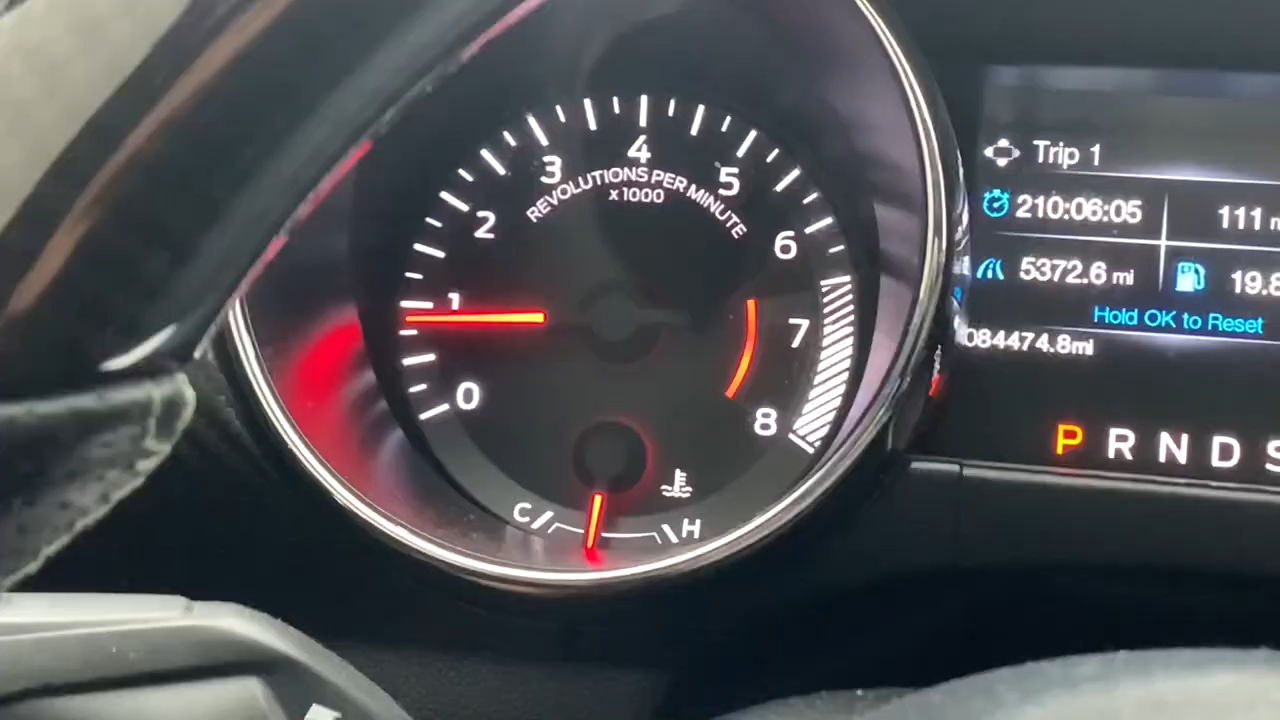 0
1
2
3
4
5
6
7
8
REVOLUTIONS PER MINUTE
x1000
C H
Trip 1
210:06:05 111
5372.6 mi 19.8
Hold OK to Reset
084474.8mi
P R N D S